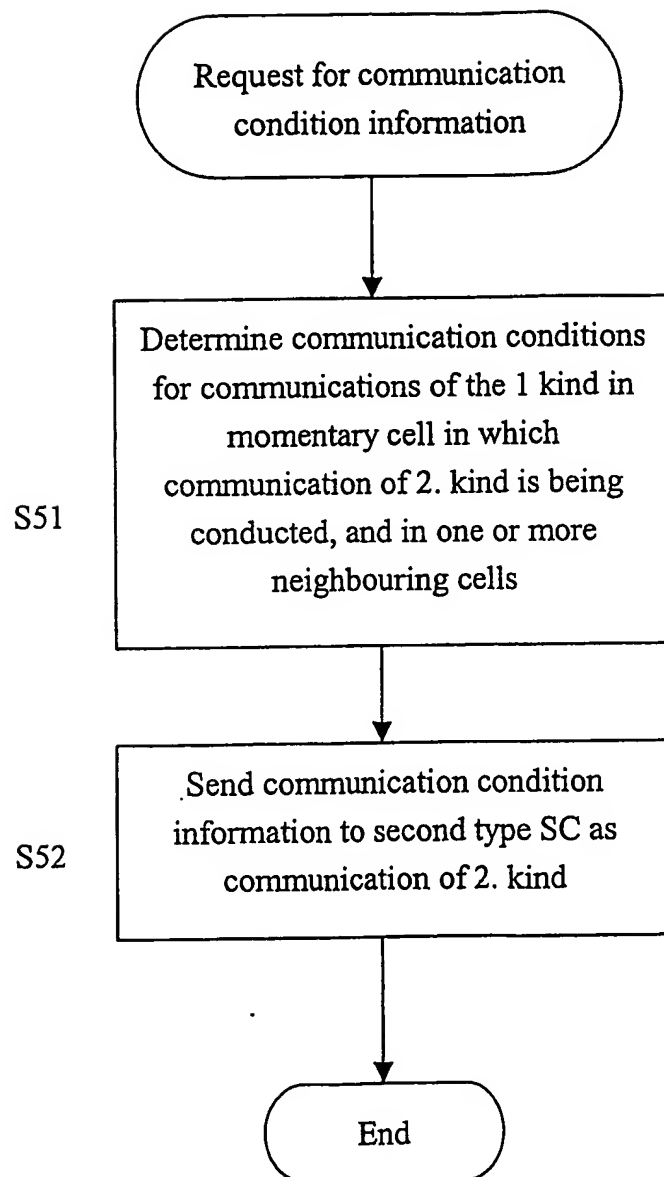 Request for communication
condition information
Determine communication conditions
for communications of the 1 kind in
momentary cell in which
communication of 2. kind is being
conducted, and in one or more
neighbouring cells
S51
Send communication condition
information to second type SC as
communication of 2. kind
S52
End